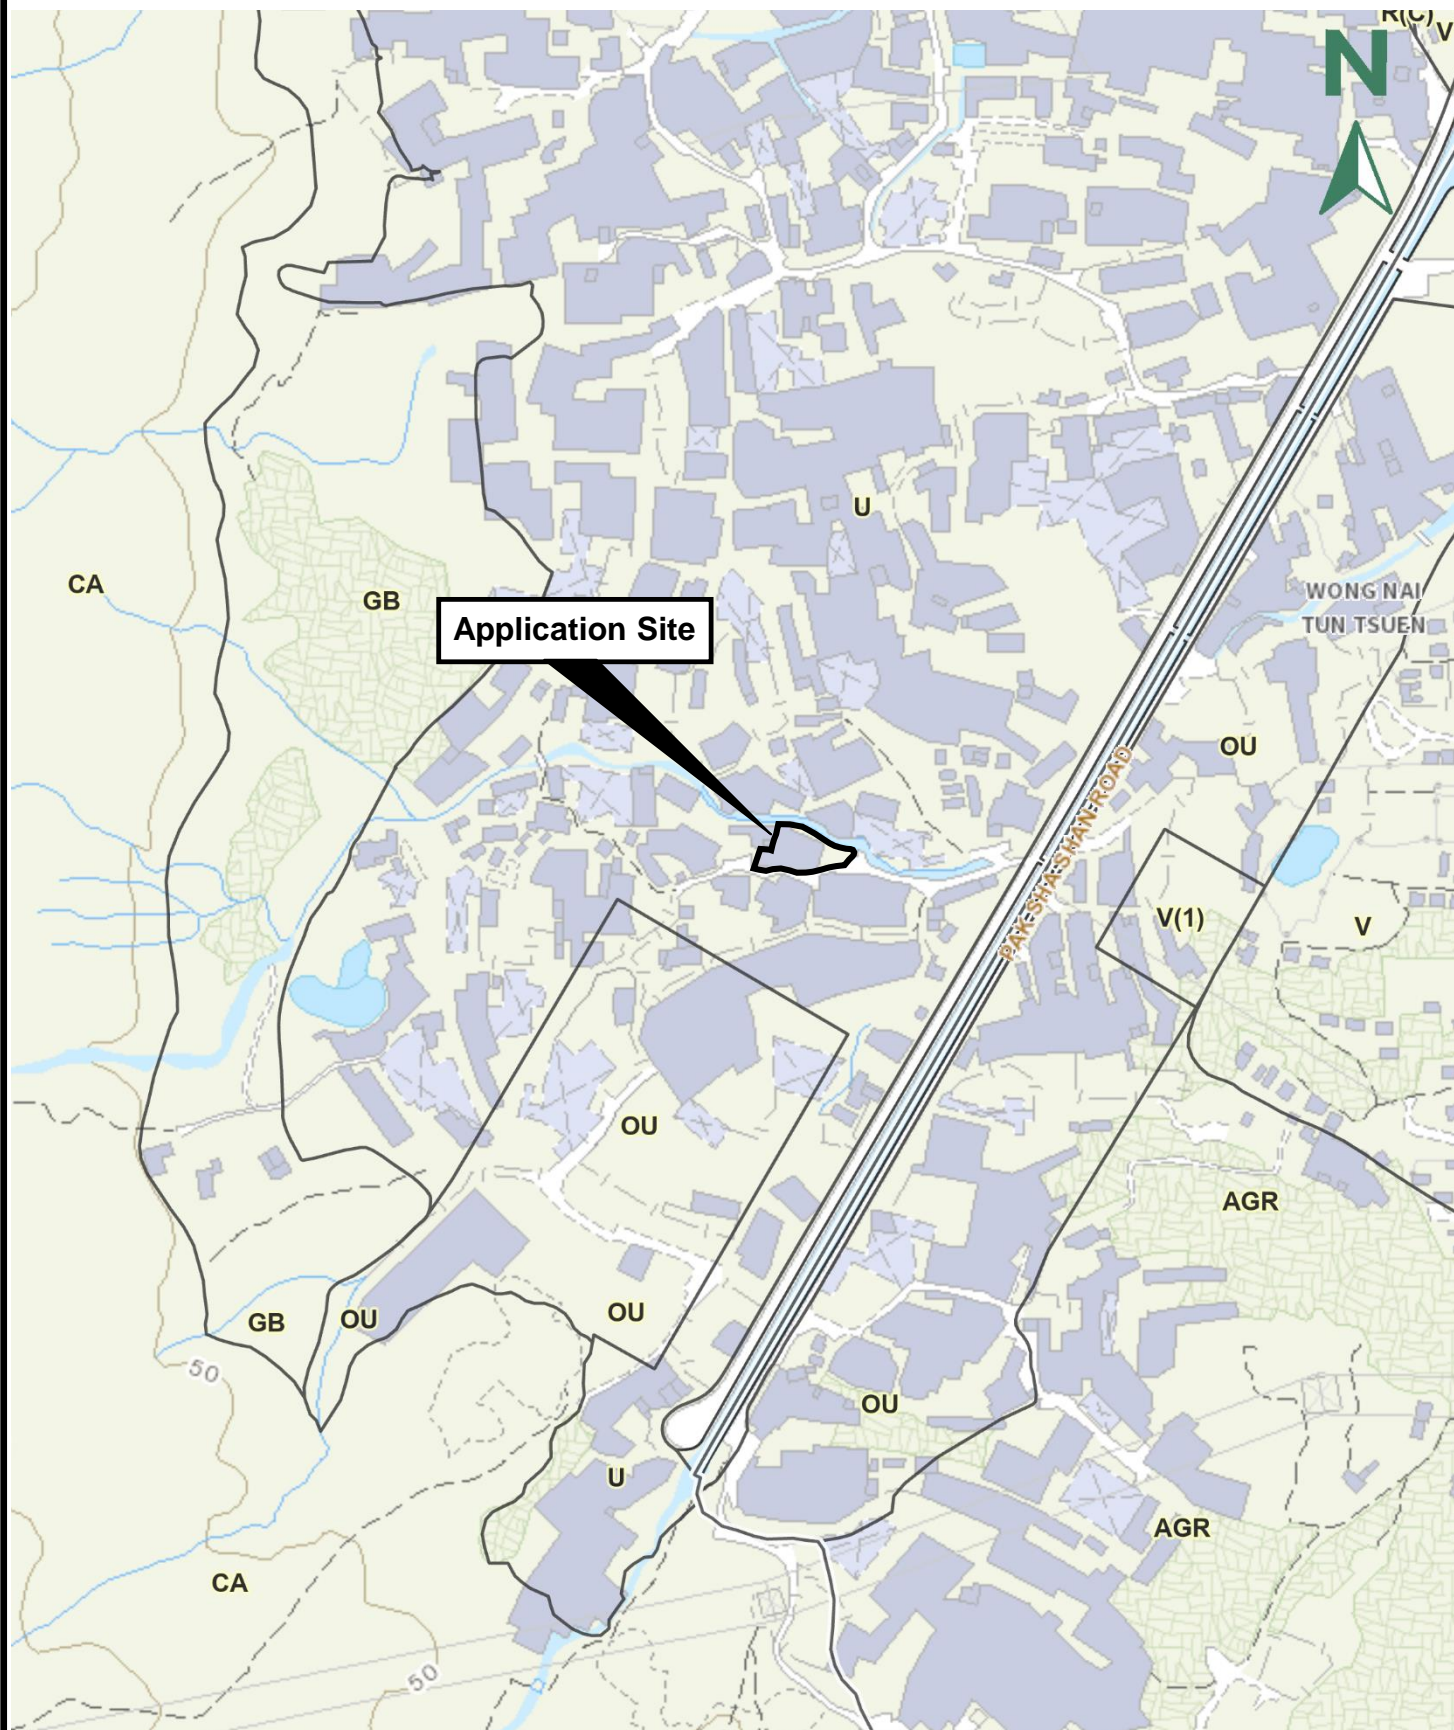 R(C)
V
N
U
CA
GB
WONG NAI
TUN TSUEN
Application Site
OU
PAK SHA SHAN ROAD
V(1)
V
OU
AGR
GB
OU
OU
50
OU
U
AGR
CA
50